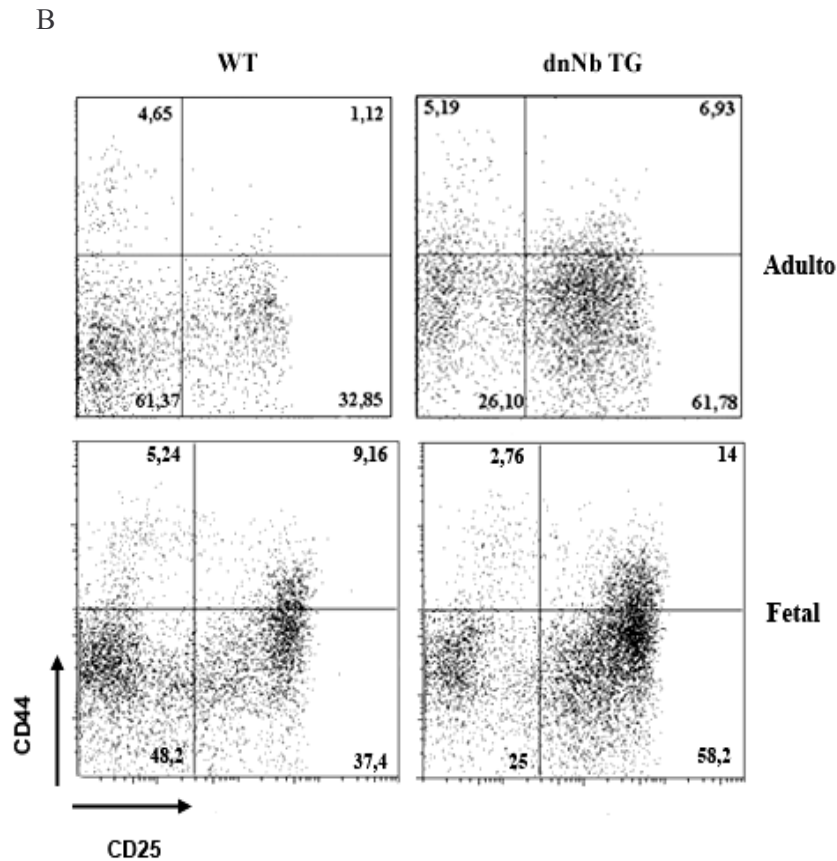 B
WT dnNb TG
4,65 1,12 5,19 6,93
Adulto
61,37 32,85 26,10 61,78
5,24 9,16 2,76 14
Fetal
48,2 37,4 25 58,2
CD44
CD25